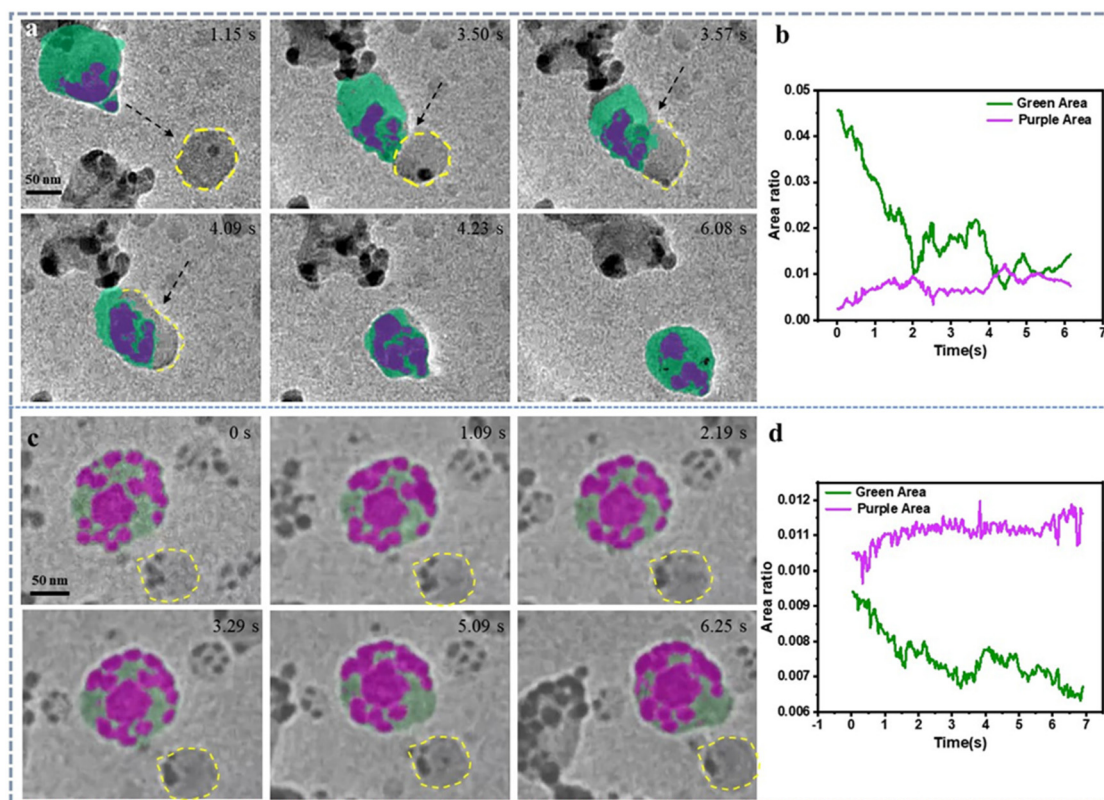 a
1.15 s
3.50 s
3.57 s
50 nm
4.09 s
4.23 s
6.08 s
b
Green Area
Purple Area
0.05
0.04
0.03
0.02
0.01
0.00
Area ratio
0 1 2 3 4 5 6 7
Time(s)
c
0 s
1.09 s
2.19 s
50 nm
3.29 s
5.09 s
6.25 s
d
Green Area
Purple Area
0.012
0.011
0.010
0.009
0.008
0.007
0.006
Area ratio
-1 0 1 2 3 4 5 6 7
Time(s)